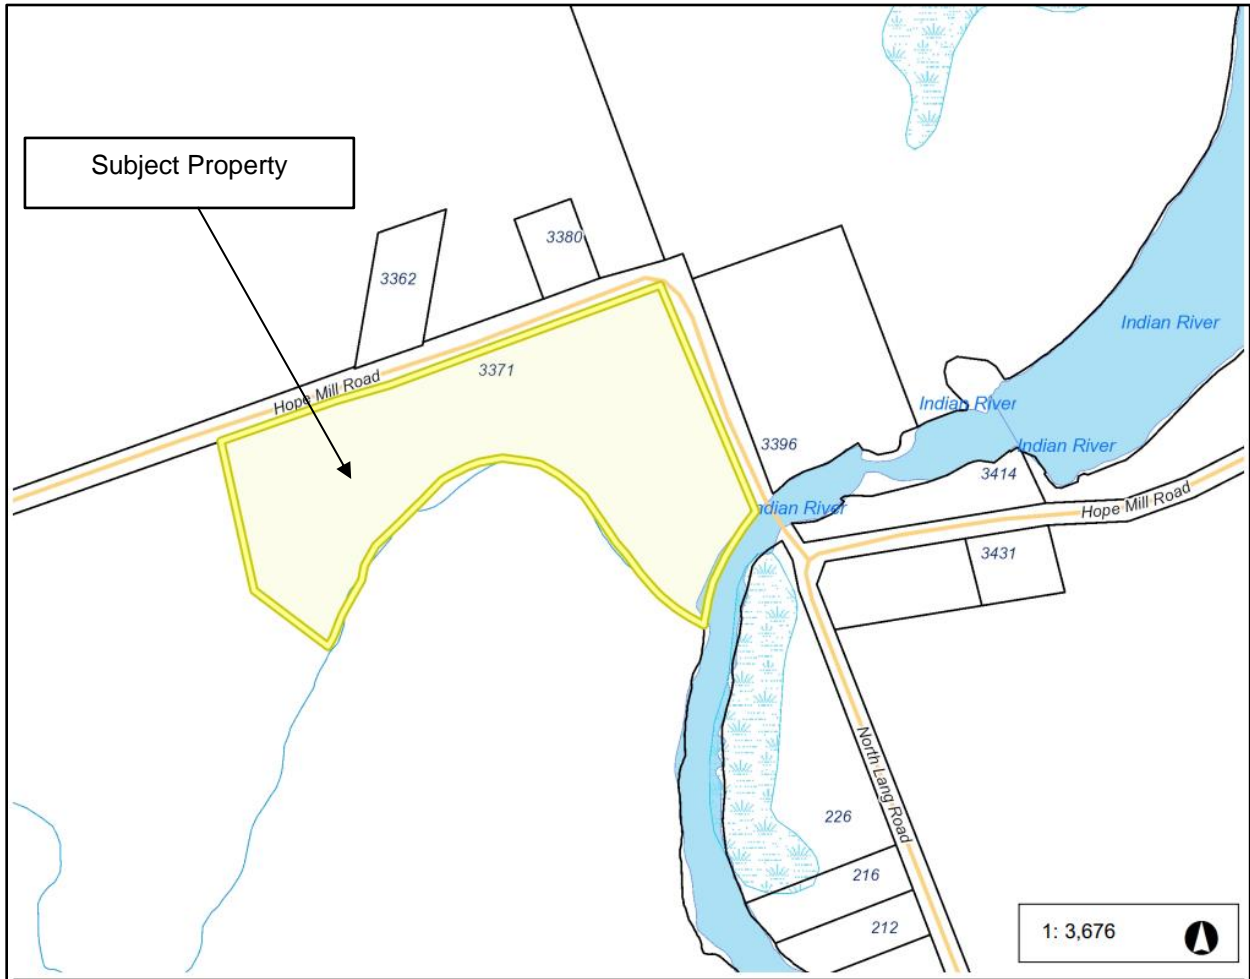 Subject Property
3380
3362
Indian River
3371
Hope Mill Road
Indian River
3396
Indian River
3414
Hope Mill Road
Indian River
3431
North Lang Road
226
216
212
1: 3,676